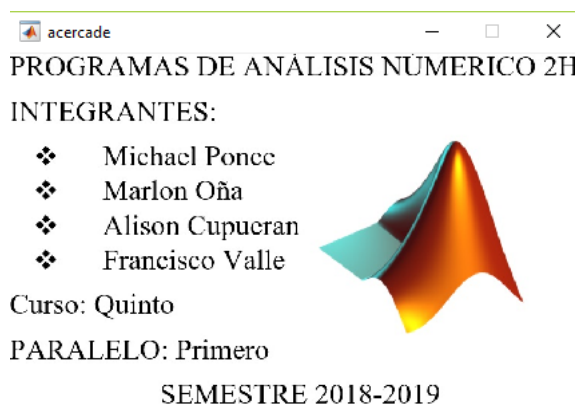 acercade
PROGRAMAS DE ANÁLISIS NÚMERICO 2H
INTEGRANTES:
❖ Michael Ponce
❖ Marlon Oña
❖ Alison Cupueran
❖ Francisco Valle
Curso: Quinto
PARALELO: Primero
SEMESTRE 2018-2019